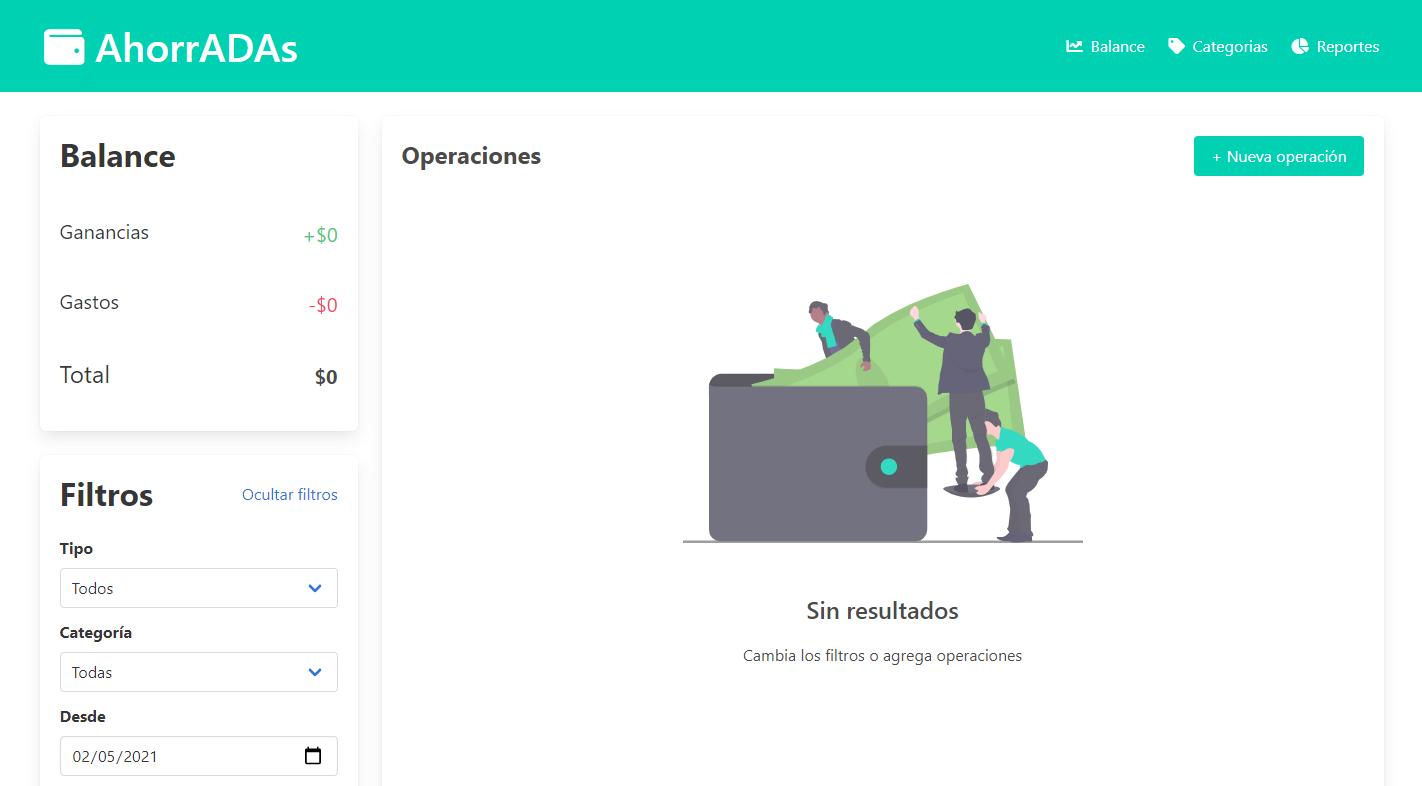 AhorrADAs
Balance
Categorias
Reportes
Balance
Ganancias +$0
Gastos -$0
Total $0
Filtros Ocultar filtros
Tipo
Todos
Categoría
Todas
Desde
02/05/2021
Operaciones
+ Nueva operación
Sin resultados
Cambia los filtros o agrega operaciones